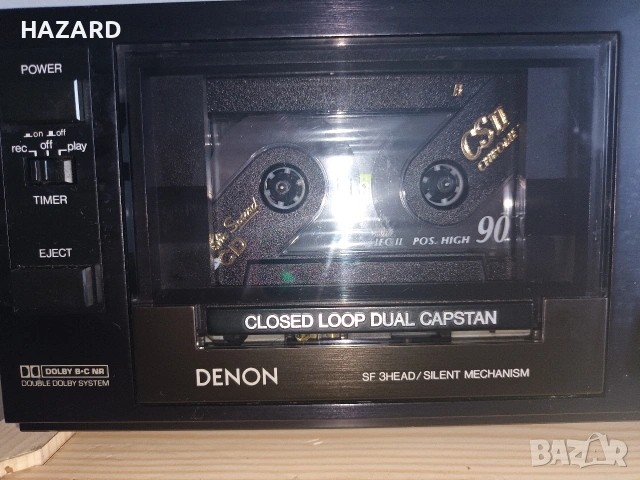 HAZARD
POWER
on off
rec off play
TIMER
EJECT
DOLBY B·C NR
DOUBLE DOLBY SYSTEM
B
CSII
IEC II POS. HIGH 90
CLOSED LOOP DUAL CAPSTAN
DENON
SF 3HEAD/SILENT MECHANISM
BAZAR